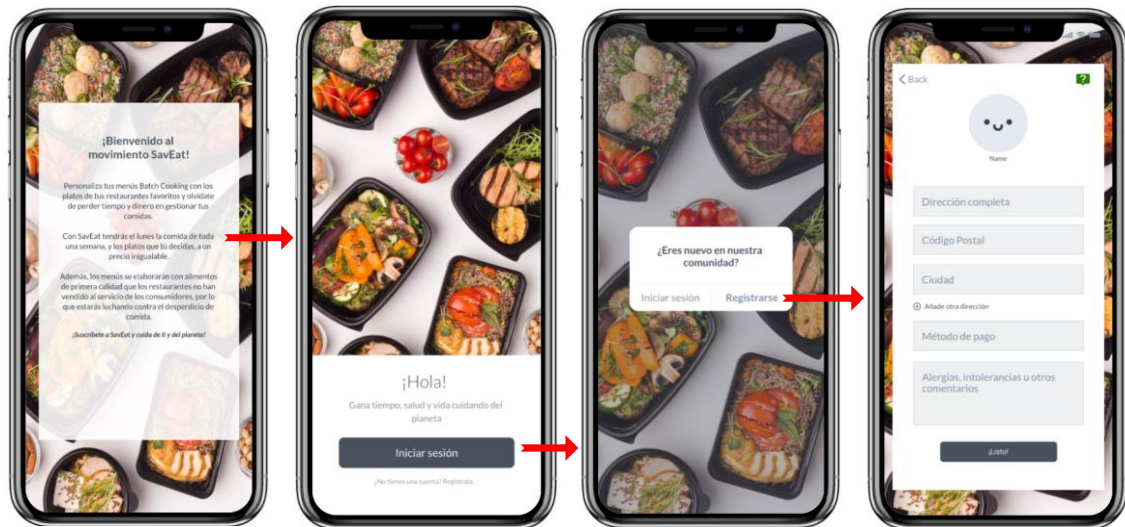 ¡Bienvenido al
movimiento SavEat!
Personaliza tus menús Batch Cooking con los
platos de tus restaurantes favoritos y olvídate
de perder tiempo y dinero en gestionar tus
comidas.
Con SavEat tendrás el lunes la comida de toda
una semana, y los platos que tú decidas, a un
precio inigualable.
Además, los menús se elaborarán con alimentos
de primera calidad que los restaurantes no han
vendido al servicio de los consumidores, por lo
que estarás luchando contra el desperdicio de
comida.
¡Suscríbete a SavEat y cuida de ti y del planeta!
¡Hola!
Gana tiempo, salud y vida cuidando del
planeta
Iniciar sesión
¿No tienes una cuenta? Regístrate.
¿Eres nuevo en nuestra
comunidad?
Iniciar sesión
Registrarse
Back
?
Name
Dirección completa
Código Postal
Ciudad
Añade otra dirección
Método de pago
Alergias, intolerancias u otros
comentarios
¡Listo!